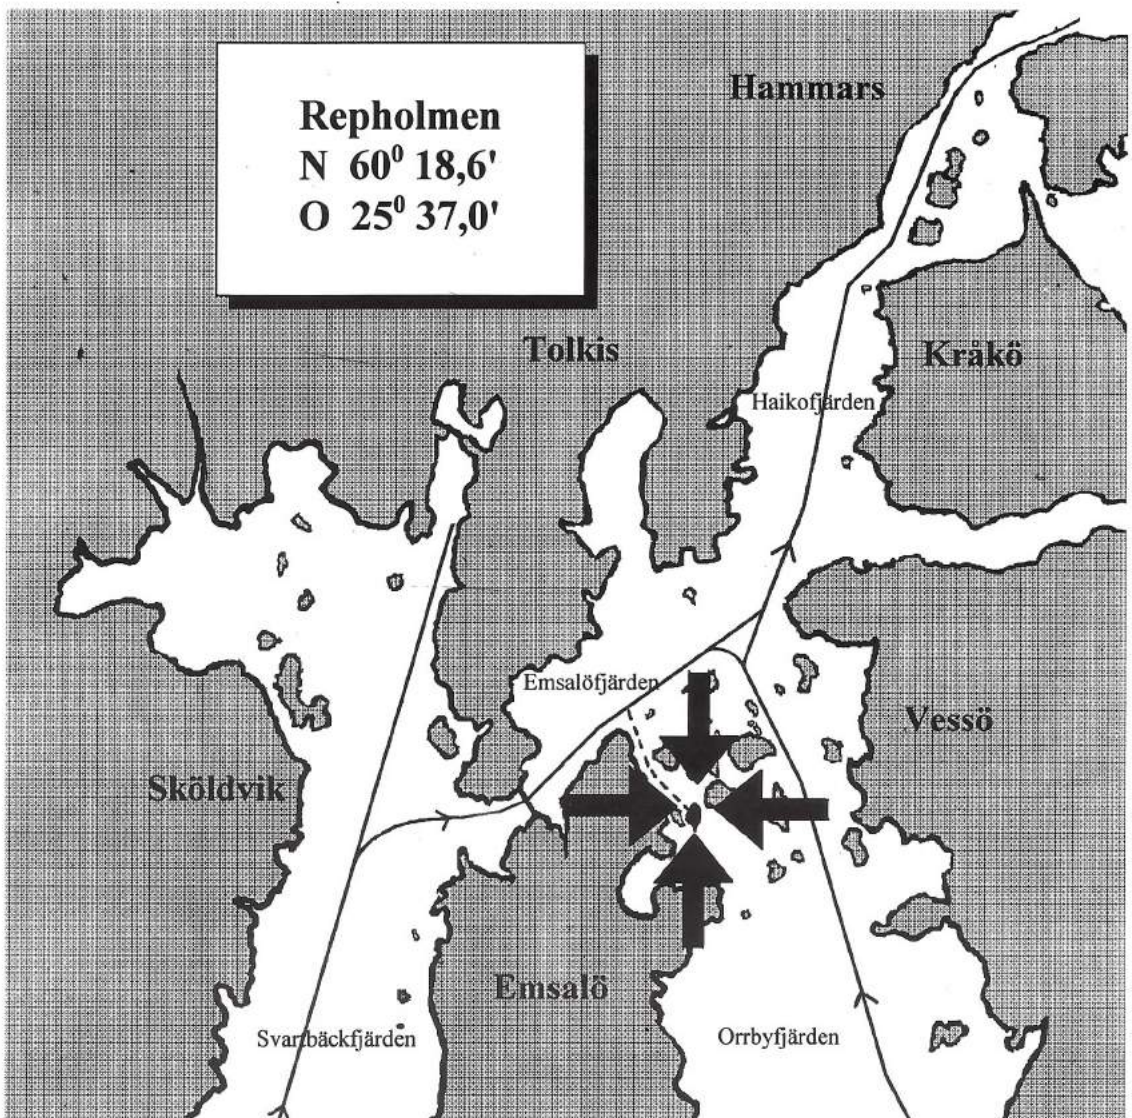 Hammars
Repholmen
N 60⁰ 18,6'
O 25⁰ 37,0'
Tolkis
Kråkö
Haikofjärden
Emsalöfjärden
Vessö
Sköldvik
Emsalö
Svartbäckfjärden
Orrbyfjärden